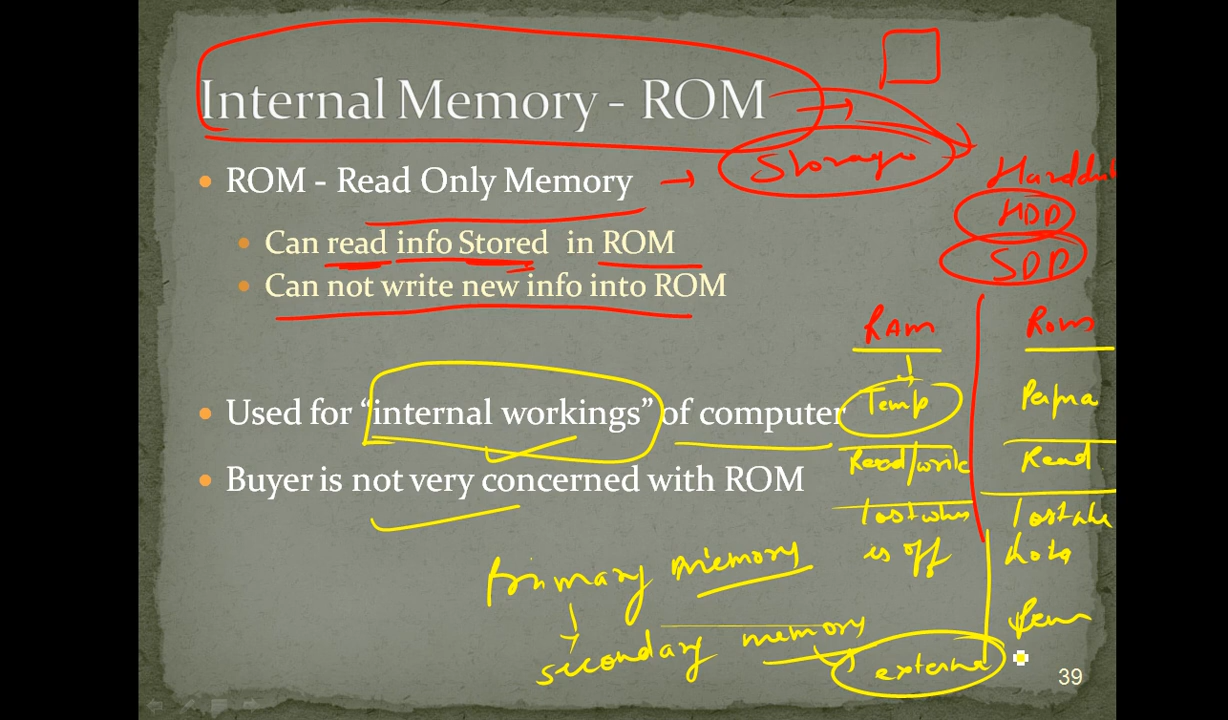 Internal Memory - ROM
Storage
• ROM - Read Only Memory
HDD
• Can read info Stored in ROM
SDD
• Can not write new info into ROM
RAM
ROM
• Used for “internal workings” of computer
Temp
Read/write
Read
• Buyer is not very concerned with ROM
lost when
is off
Primary memory
secondary memory
39